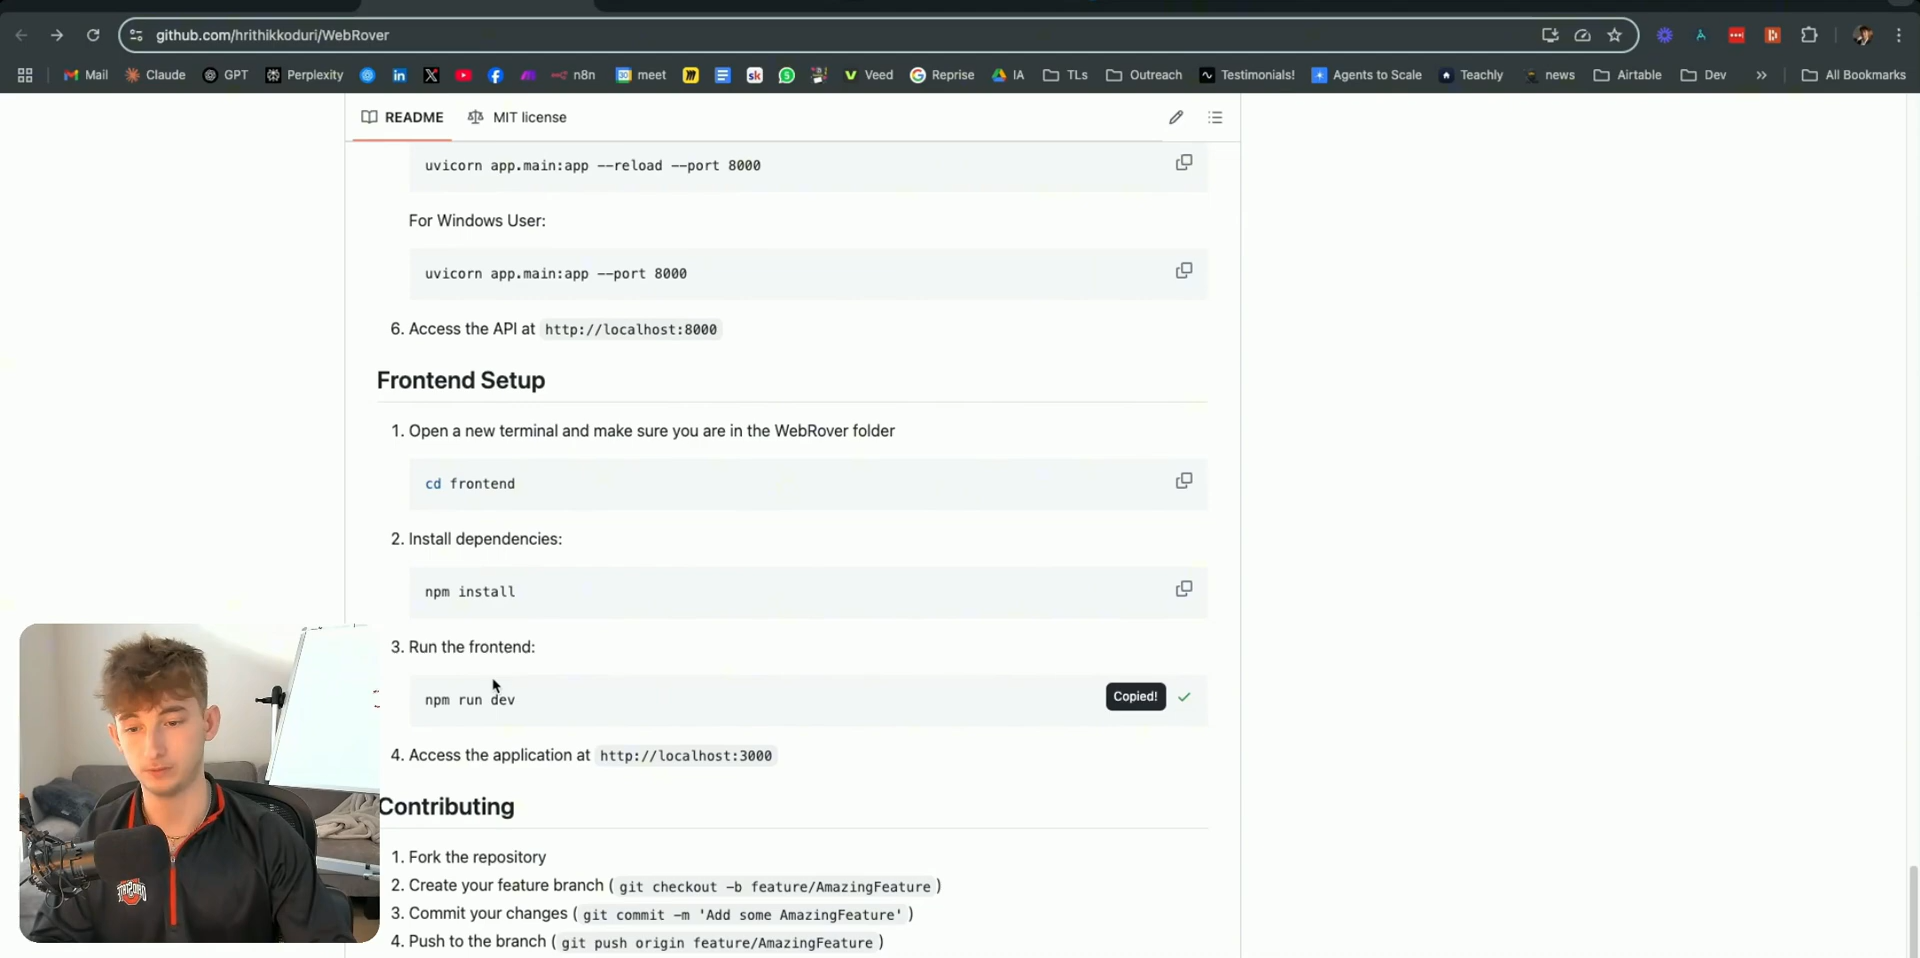 github.com/hrithikkoduri/WebRover
Mail Claude GPT Perplexity n8n meet Veed Reprise IA TLs Outreach Testimonials! Agents to Scale Teachly news Airtable Dev All Bookmarks
README MIT license
uvicorn app.main:app --reload --port 8000
For Windows User:
uvicorn app.main:app --port 8000
6. Access the API at http://localhost:8000
Frontend Setup
1. Open a new terminal and make sure you are in the WebRover folder
cd frontend
2. Install dependencies:
npm install
3. Run the frontend:
npm run dev
Copied!
4. Access the application at http://localhost:3000
Contributing
1. Fork the repository
2. Create your feature branch ( git checkout -b feature/AmazingFeature )
3. Commit your changes ( git commit -m 'Add some AmazingFeature' )
4. Push to the branch ( git push origin feature/AmazingFeature )